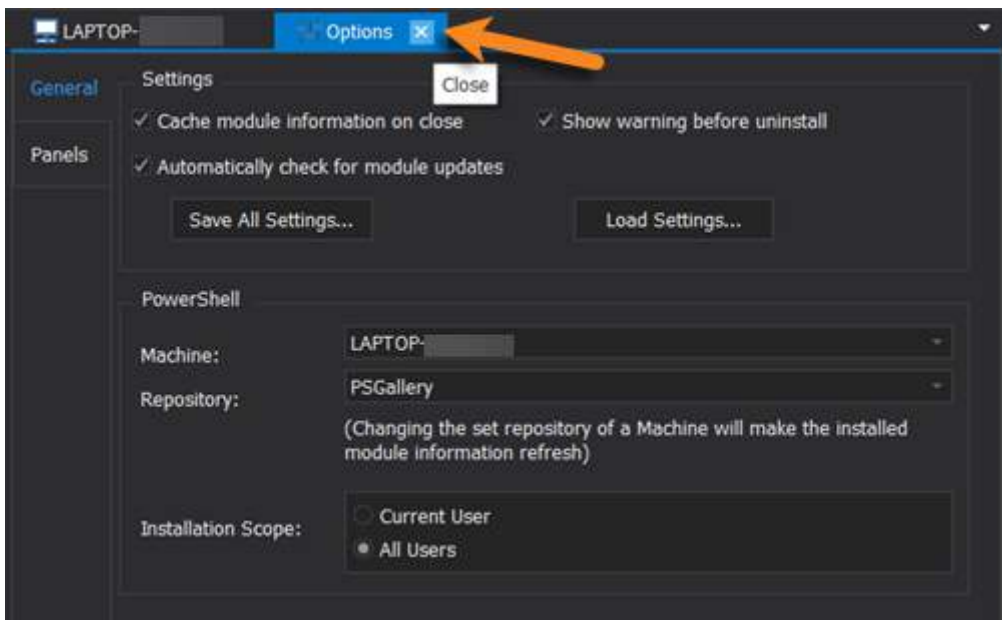 LAPTOP-
Options
Close
General
Panels
Settings
Cache module information on close
Show warning before uninstall
Automatically check for module updates
Save All Settings...
Load Settings...
PowerShell
Machine:
LAPTOP-
Repository:
PSGallery
(Changing the set repository of a Machine will make the installed
module information refresh)
Installation Scope:
Current User
All Users